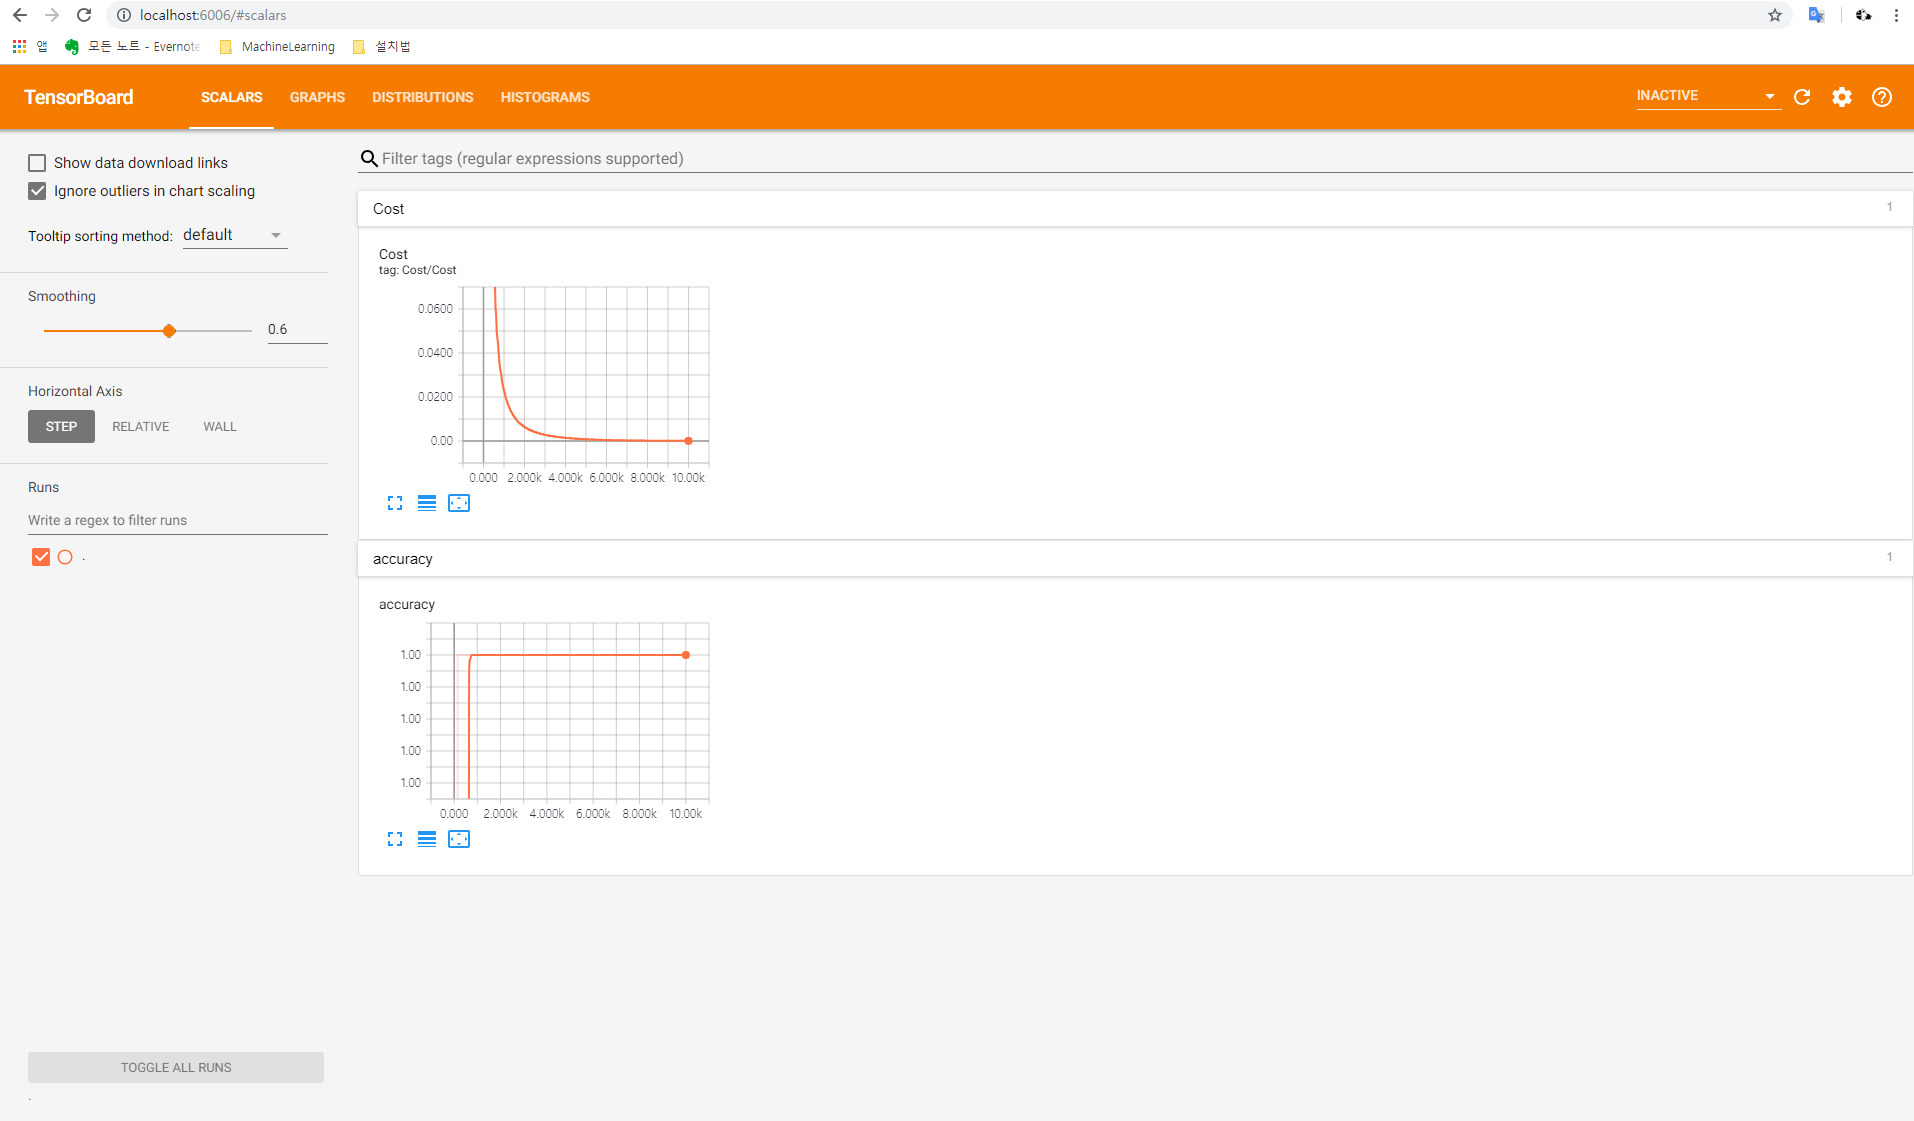 localhost:6006/#scalars
앱 모든 노트 - Evernote MachineLearning 설치법
TensorBoard SCALARS GRAPHS DISTRIBUTIONS HISTOGRAMS INACTIVE
Show data download links
Ignore outliers in chart scaling
Tooltip sorting method: default
Smoothing
0.6
Horizontal Axis
STEP RELATIVE WALL
Runs
Write a regex to filter runs
.
TOGGLE ALL RUNS
.
Filter tags (regular expressions supported)
Cost 1
Cost
tag: Cost/Cost
0.0600
0.0400
0.0200
0.00
0.000 2.000k 4.000k 6.000k 8.000k 10.00k
accuracy 1
accuracy
1.00
1.00
1.00
1.00
1.00
0.000 2.000k 4.000k 6.000k 8.000k 10.00k